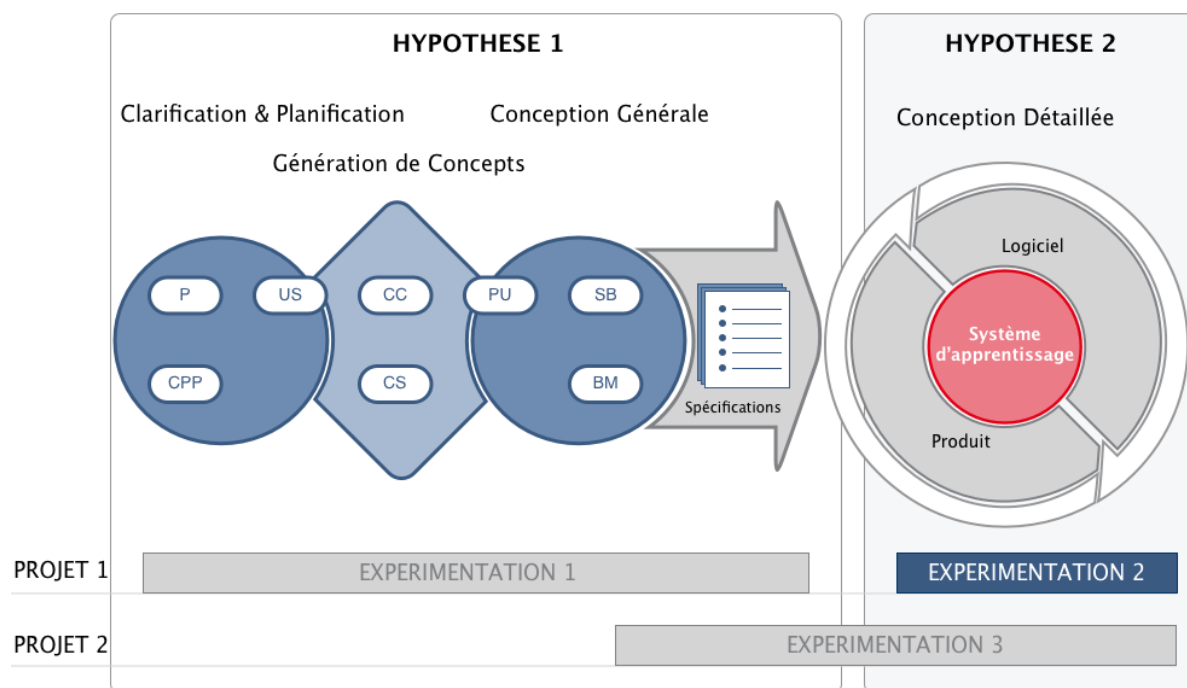 HYPOTHESE 1
HYPOTHESE 2
Clarification & Planification
Conception Générale
Conception Détaillée
Génération de Concepts
P
US
CC
PU
SB
CPP
CS
BM
Spécifications
Logiciel
Système
d'apprentissage
Produit
PROJET 1
EXPERIMENTATION 1
EXPERIMENTATION 2
PROJET 2
EXPERIMENTATION 3